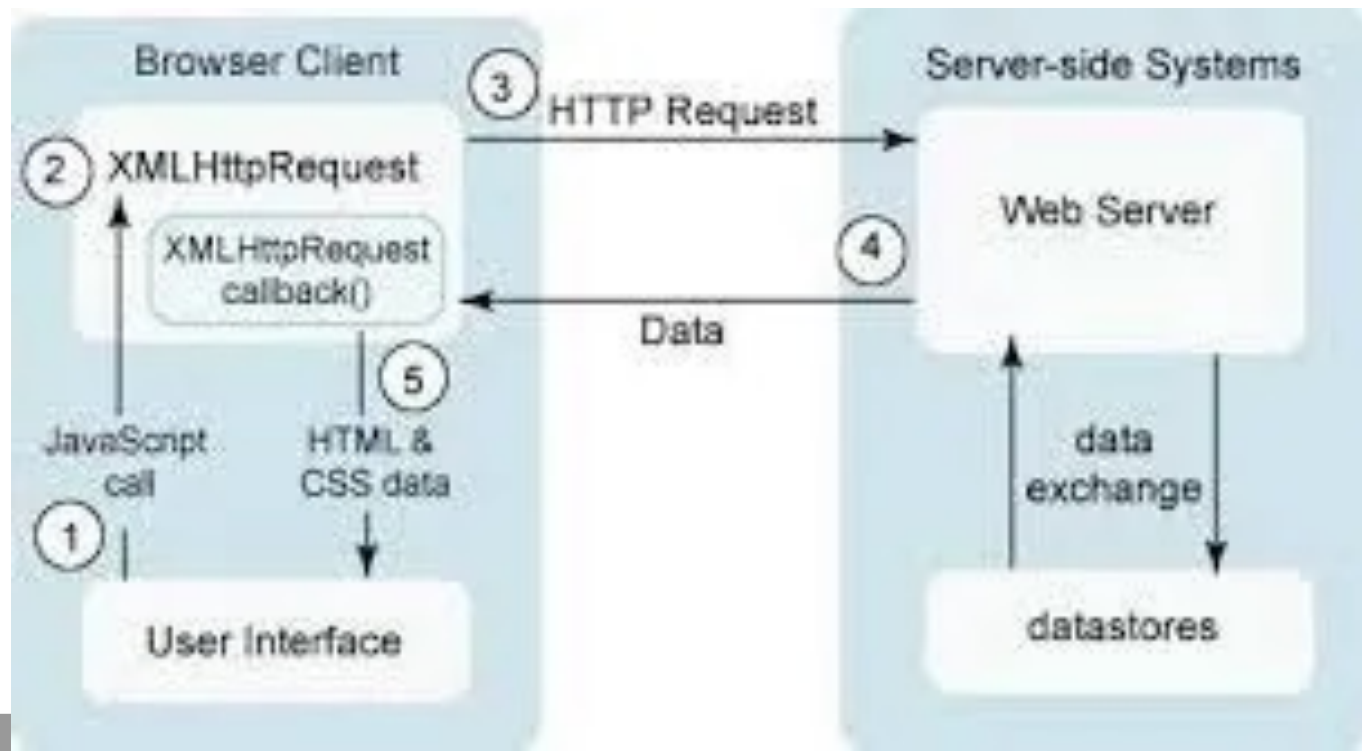 Browser Client
Server-side Systems
3
HTTP Request
2
XMLHttpRequest
Web Server
XMLHttpRequest
callback()
4
Data
5
JavaScript
call
HTML &
CSS data
data
exchange
1
User Interface
datastores